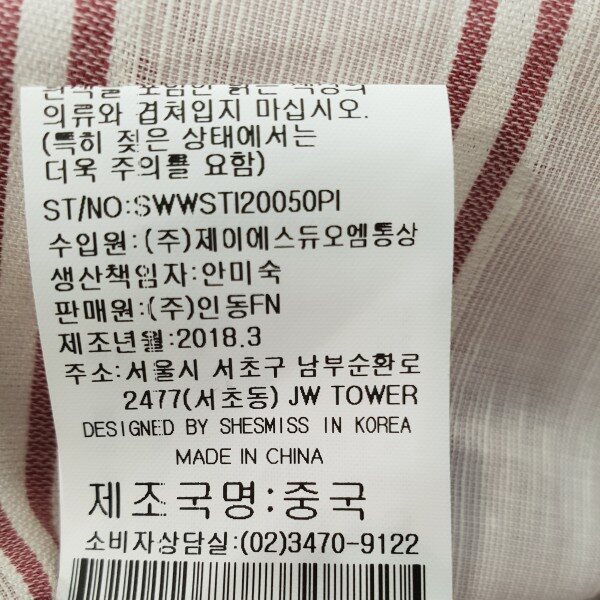 의류와 겹쳐입지 마십시오.
(특히 젖은 상태에서는
더욱 주의를 요함)
ST/NO:SWWSTI20050PI
수입원:(주)제이에스듀오엠통상
생산책임자:안미숙
판매원:(주)인동FN
제조년월:2018.3
주소:서울시 서초구 남부순환로
2477(서초동) JW TOWER
DESIGNED BY SHESMISS IN KOREA
MADE IN CHINA
제조국명:중국
소비자상담실:(02)3470-9122